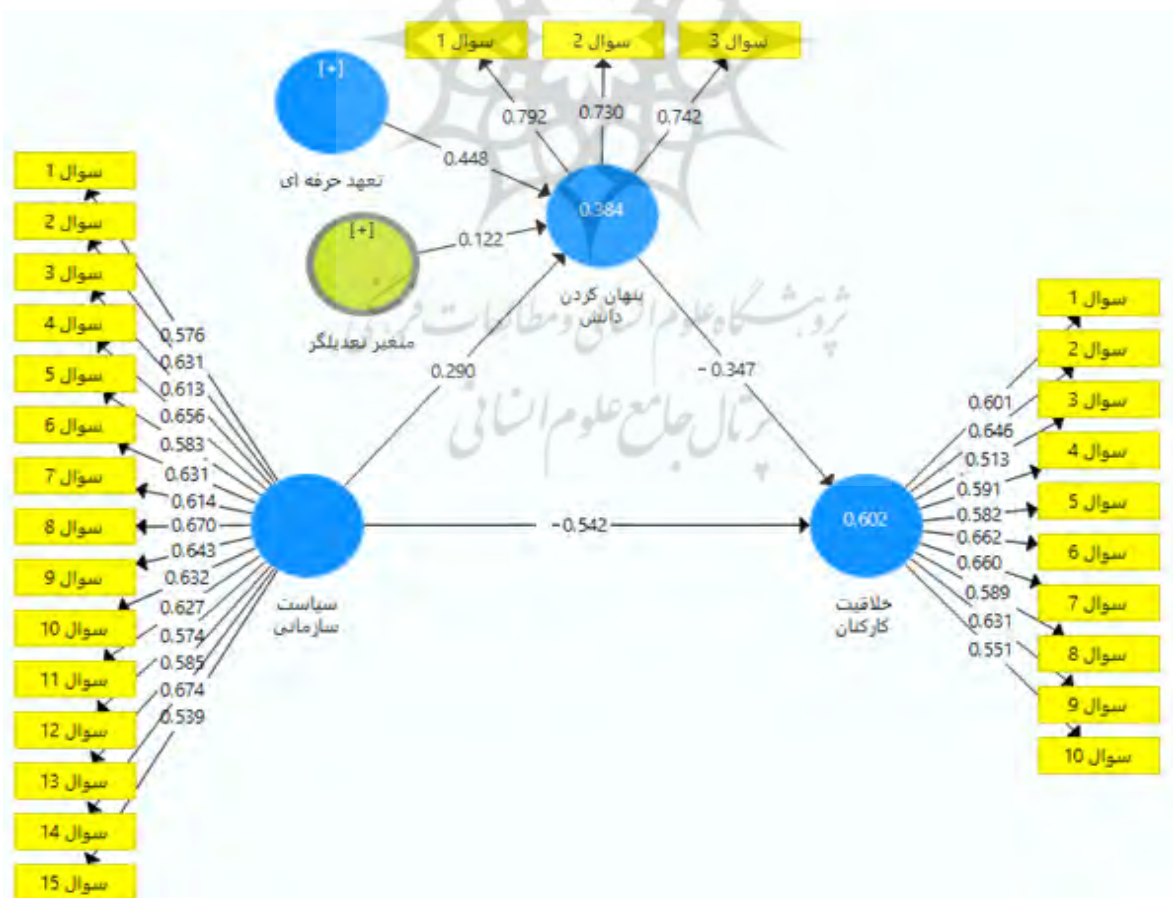 سوال 1
سوال 2
سوال 3
[+]
0.792
0.730
0.742
0.448
تعهد حرفه ای
[+]
0.122
0.384
متغیر تعدیلگر
پنهان کردن
دانش
پژوهشگاه علوم انسانی و مطالعات فرهنگی
پرتال جامع علوم انسانی
0.290
- 0.347
-0.542
سوال 1
سوال 2
سوال 3
سوال 4
سوال 5
سوال 6
سوال 7
سوال 8
سوال 9
سوال 10
سوال 11
سوال 12
سوال 13
سوال 14
سوال 15
0.576
0.631
0.613
0.656
0.583
0.631
0.614
0.670
0.643
0.632
0.627
0.574
0.585
0.674
0.539
سیاست
سازمانی
0.602
خلاقیت
کارکنان
0.601
0.646
0.513
0.591
0.582
0.662
0.660
0.589
0.631
0.551
سوال 1
سوال 2
سوال 3
سوال 4
سوال 5
سوال 6
سوال 7
سوال 8
سوال 9
سوال 10